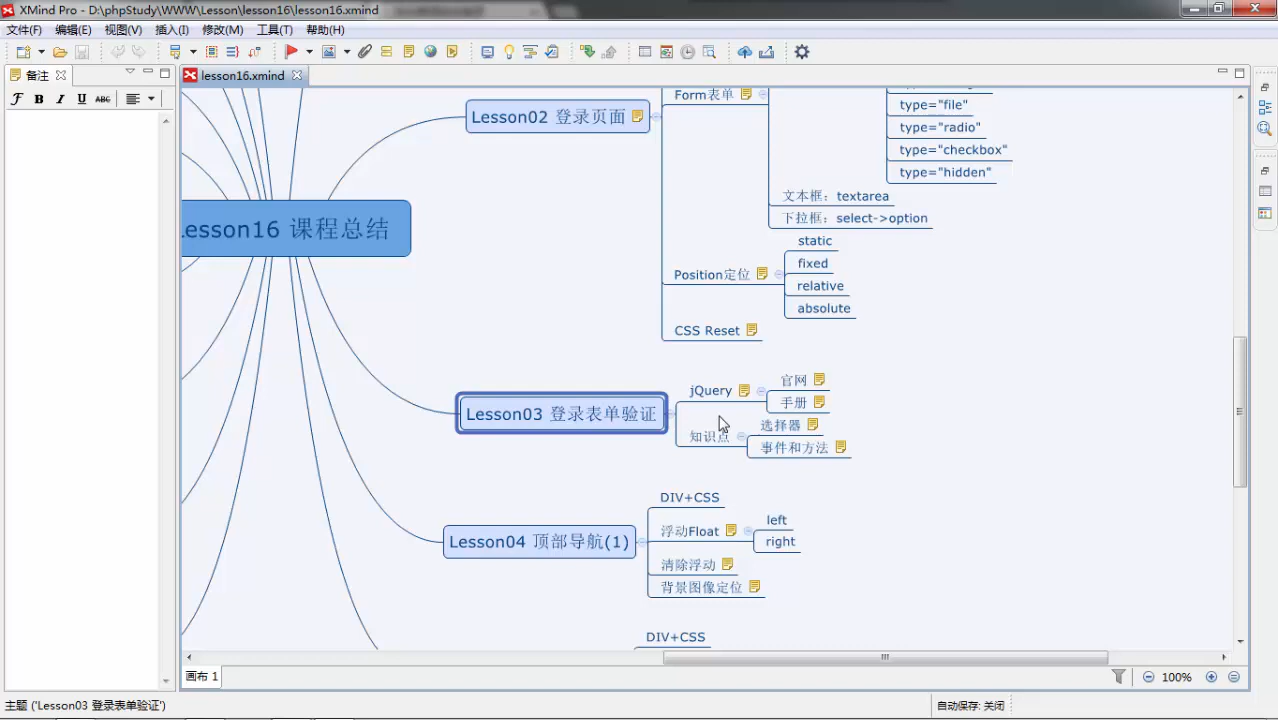 XMind Pro - D:\phpStudy\WWW\Lesson\lesson16\lesson16.xmind
文件(F) 编辑(E) 视图(V) 插入(I) 修改(M) 工具(T) 帮助(H)
备注
lesson16.xmind
B I U ABC
Lesson02 登录页面
Form表单
type="file"
type="radio"
type="checkbox"
type="hidden"
文本框：textarea
下拉框：select->option
Position定位
static
fixed
relative
absolute
CSS Reset
Lesson16 课程总结
Lesson03 登录表单验证
jQuery
官网
手册
知识点
选择器
事件和方法
Lesson04 顶部导航(1)
DIV+CSS
浮动Float
left
right
清除浮动
背景图像定位
DIV+CSS
画布 1
100%
主题 ('Lesson03 登录表单验证')
自动保存: 关闭